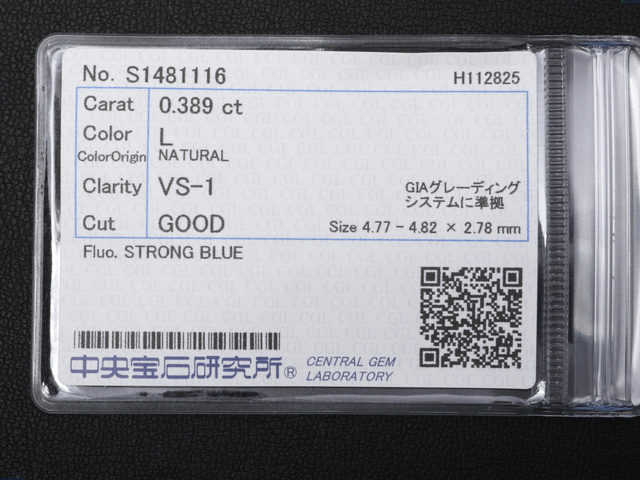 No. S1481116
H112825
Carat 0.389 ct
Color L
ColorOrigin NATURAL
Clarity VS-1
GIAグレーディング
システムに準拠
Cut GOOD
Size 4.77 - 4.82 × 2.78 mm
Fluo. STRONG BLUE
中央宝石研究所®
CENTRAL GEM
LABORATORY